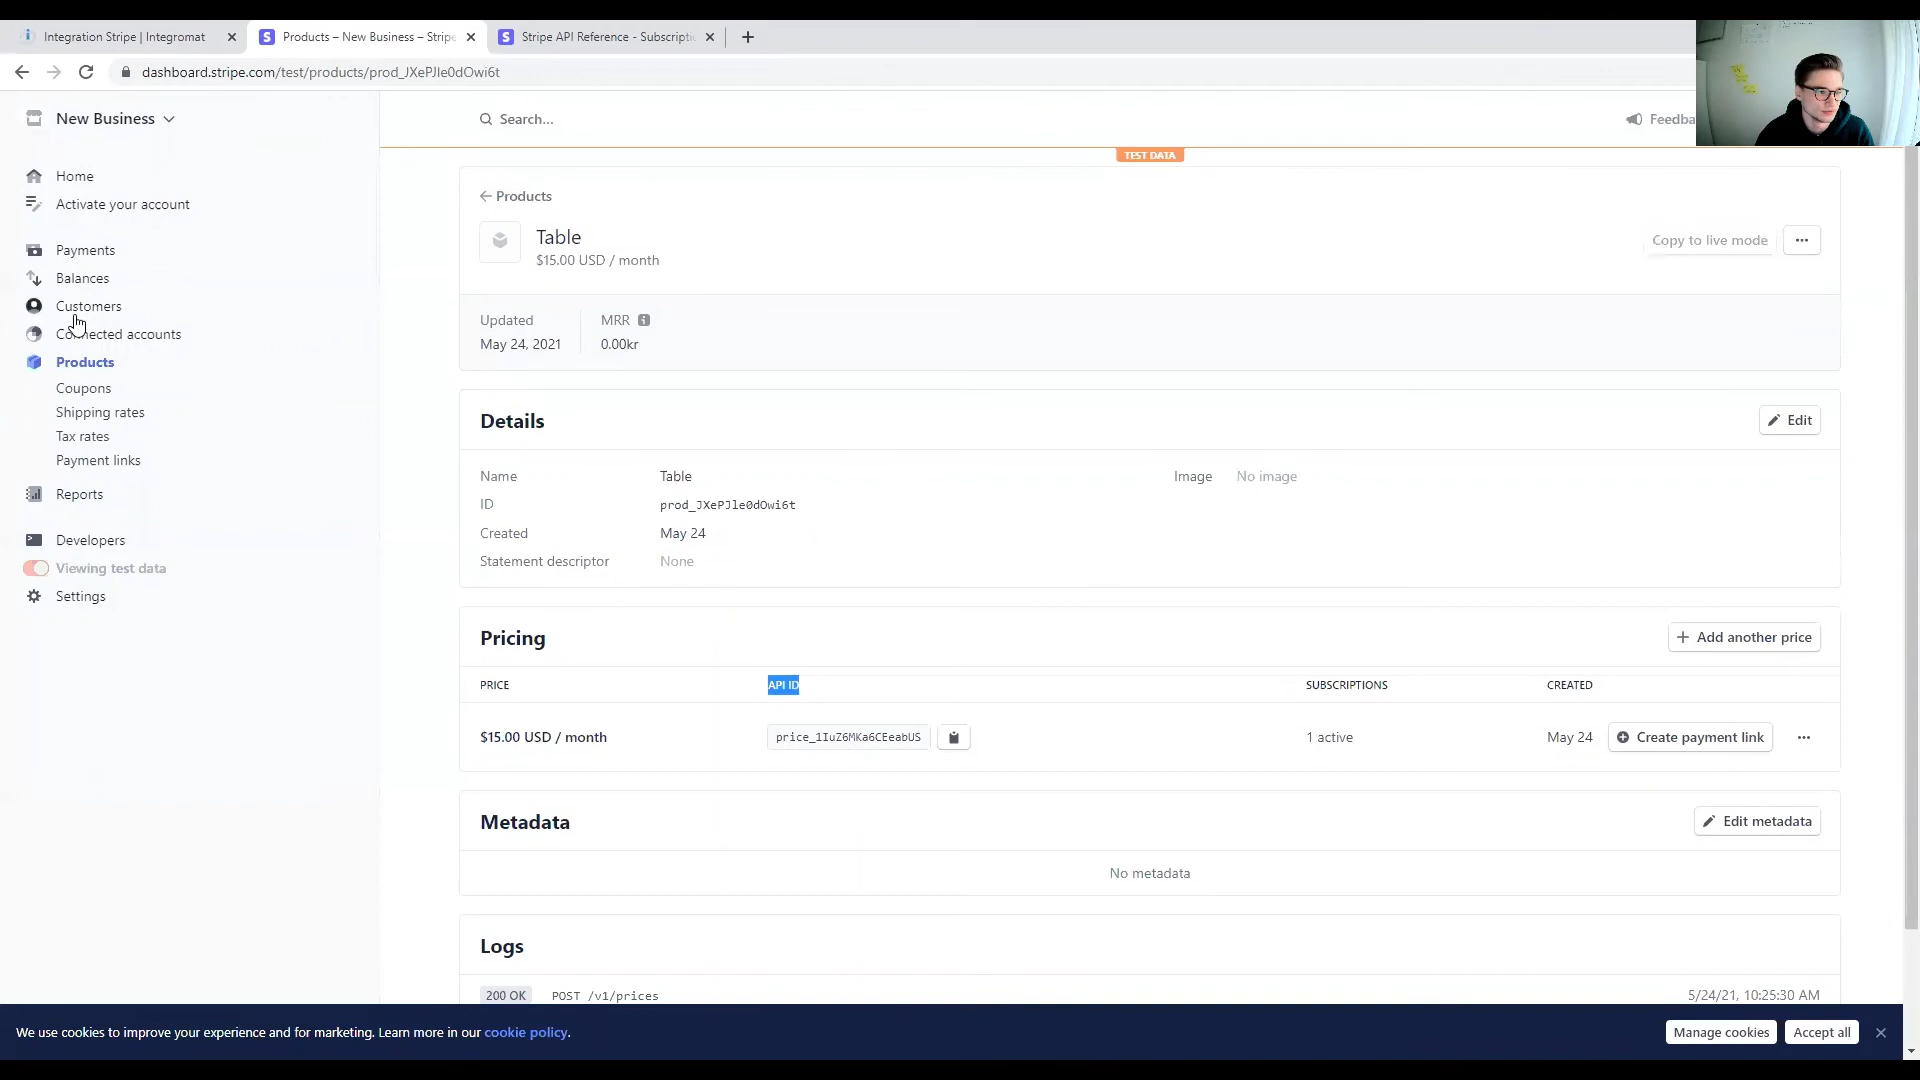 Integration Stripe | Integromat
Products – New Business – Stripe
Stripe API Reference - Subscripti
dashboard.stripe.com/test/products/prod_JXePJle0dOwi6t
New Business
Search...
Feedba
TEST DATA
Home
Activate your account
Payments
Balances
Customers
Connected accounts
Products
Coupons
Shipping rates
Tax rates
Payment links
Reports
Developers
Viewing test data
Settings
Products
Table
$15.00 USD / month
Copy to live mode
Updated
MRR
May 24, 2021
0.00kr
Details
Edit
Name
Table
Image
No image
ID
prod_JXePJle0dOwi6t
Created
May 24
Statement descriptor
None
Pricing
Add another price
PRICE
API ID
SUBSCRIPTIONS
CREATED
$15.00 USD / month
price_1IuZ6MKa6CEeabUS
1 active
May 24
Create payment link
Metadata
Edit metadata
No metadata
Logs
200 OK
POST /v1/prices
5/24/21, 10:25:30 AM
We use cookies to improve your experience and for marketing. Learn more in our cookie policy.
Manage cookies
Accept all